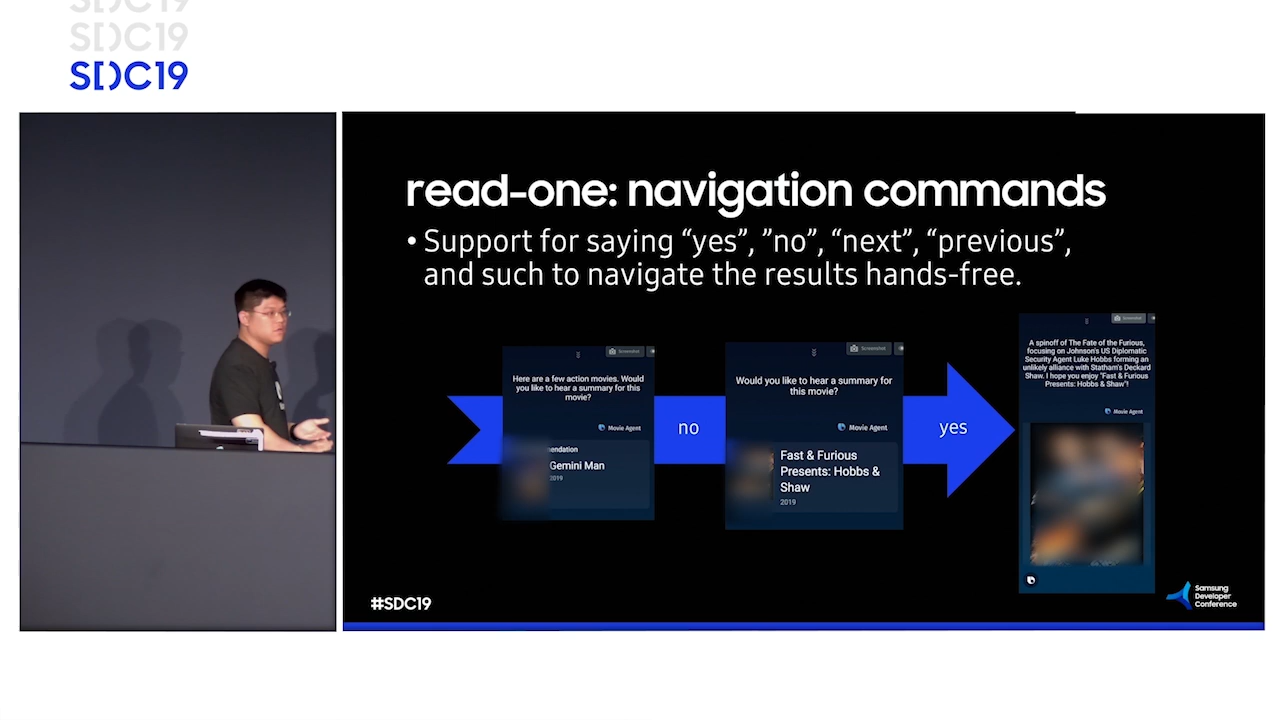 SDC19
SDC19
SDC19
read-one: navigation commands
• Support for saying “yes”, ”no”, “next”, “previous”,
and such to navigate the results hands-free.
Screenshot
Here are a few action movies. Would
you like to hear a summary for this
movie?
Movie Agent
endation
Gemini Man
2019
no
Screenshot
Would you like to hear a summary for
this movie?
Movie Agent
Fast & Furious
Presents: Hobbs &
Shaw
2019
yes
Screenshot
A spinoff of The Fate of the Furious,
focusing on Johnson's US Diplomatic
Security Agent Luke Hobbs forming an
unlikely alliance with Statham's Deckard
Shaw. I hope you enjoy "Fast & Furious
Presents: Hobbs & Shaw"!
Movie Agent
#SDC19
Samsung
Developer
Conference